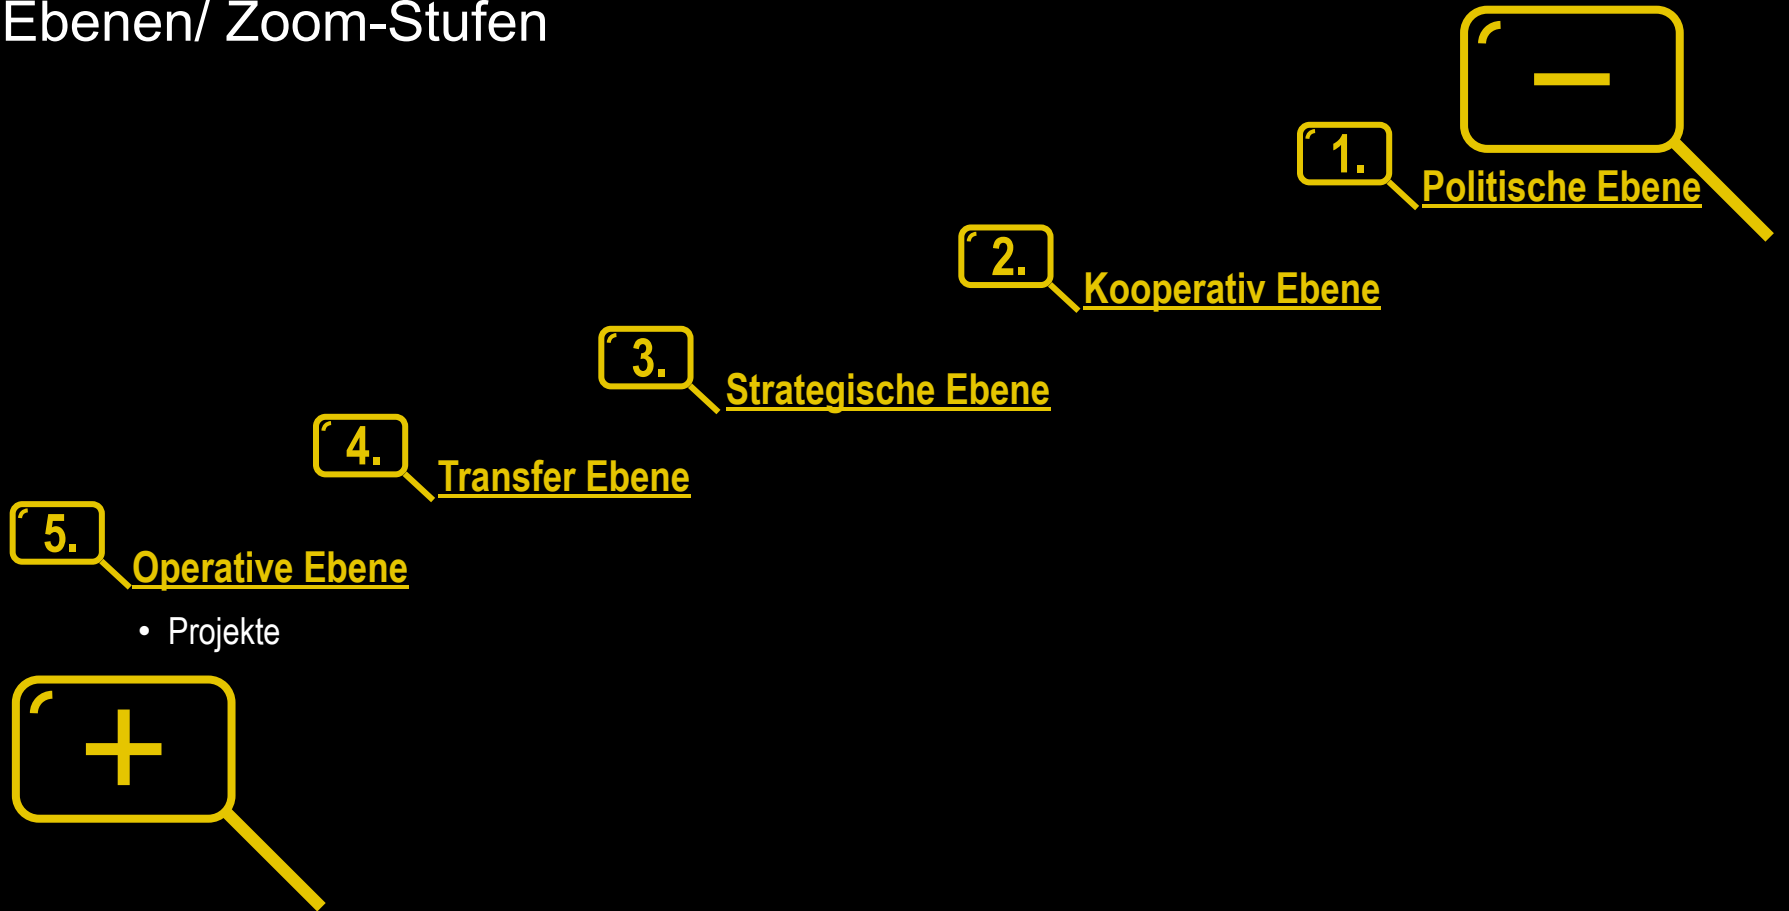 Ebenen/ Zoom-Stufen
1.
Politische Ebene
2.
Kooperativ Ebene
3.
Strategische Ebene
4.
Transfer Ebene
5.
Operative Ebene
• Projekte